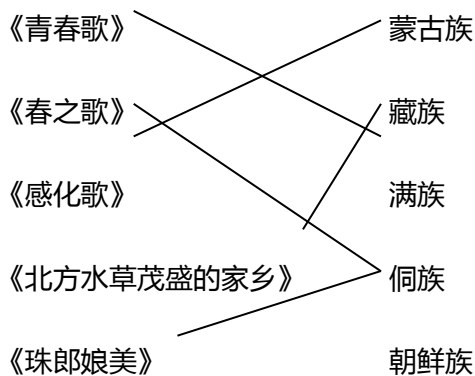 《青春歌》 蒙古族
《春之歌》 藏族
《感化歌》 满族
《北方水草茂盛的家乡》 侗族
《珠郎娘美》 朝鲜族